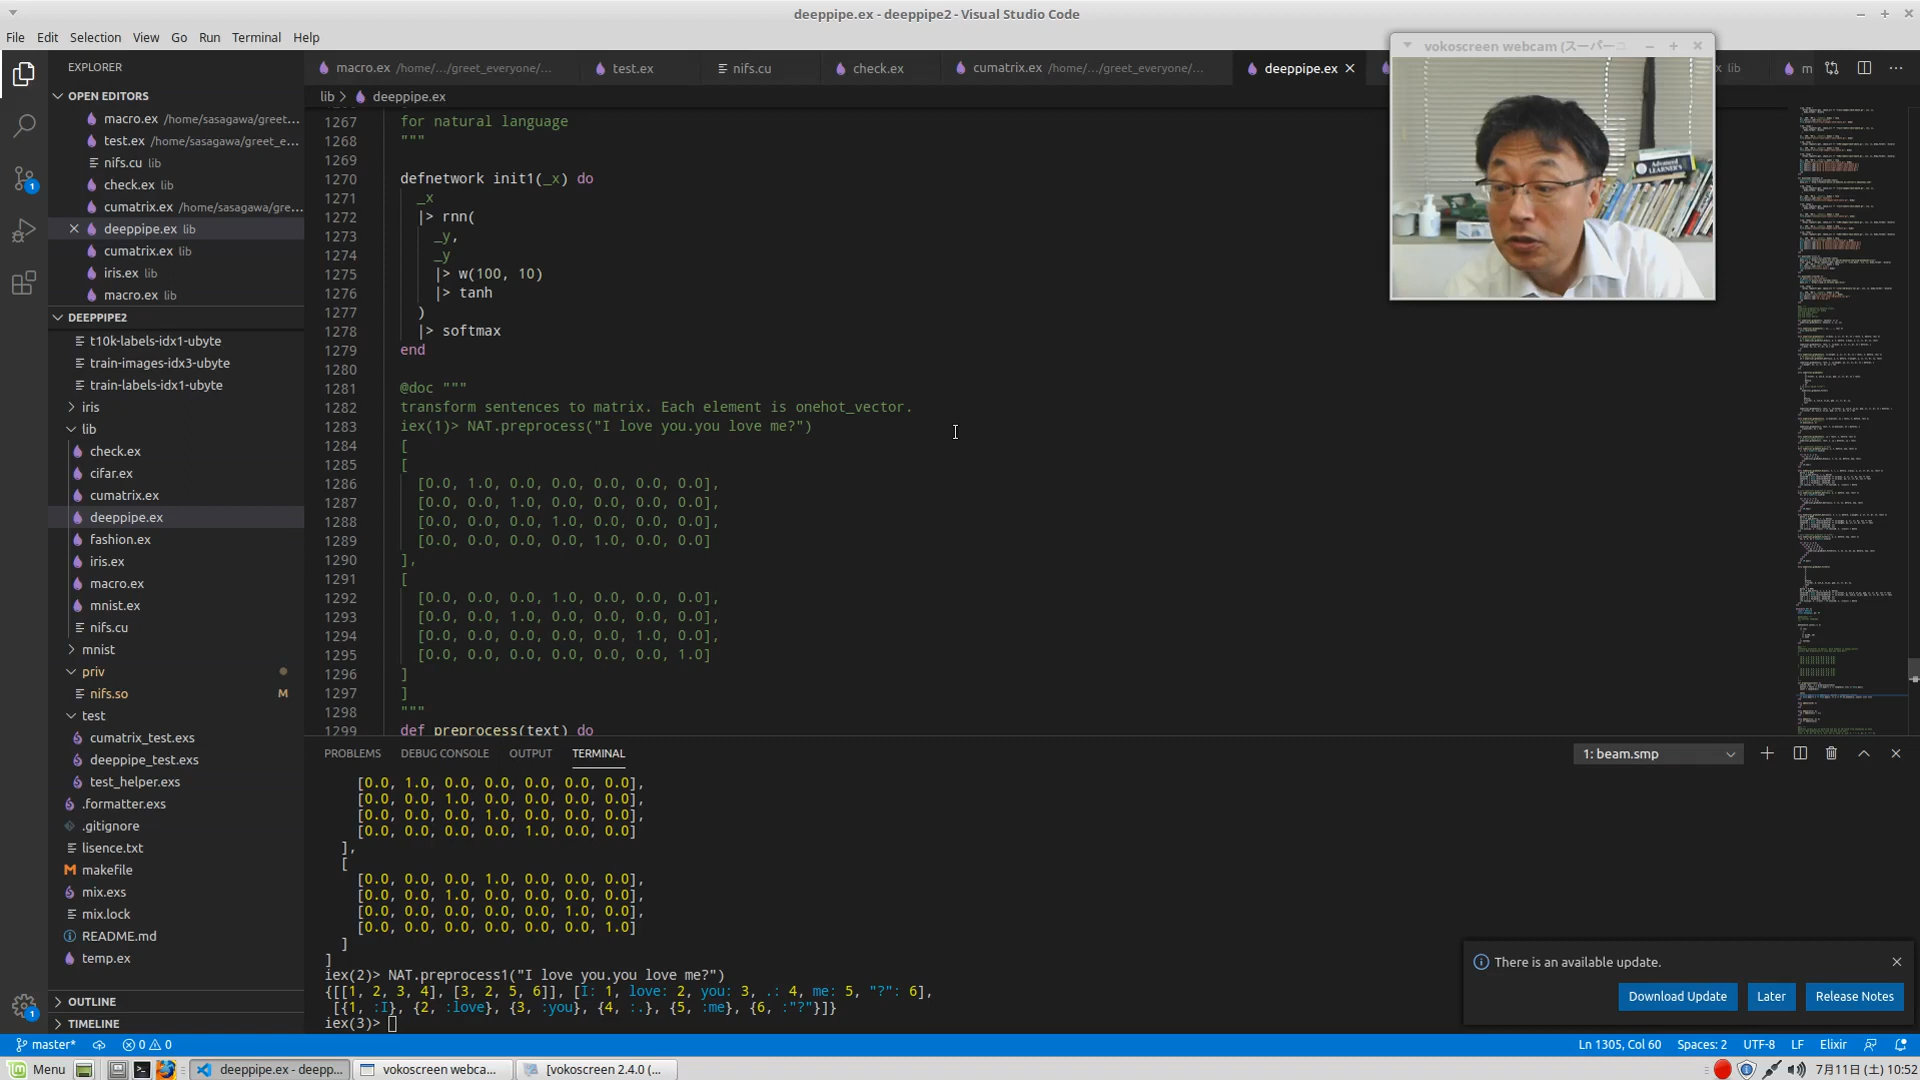 deeppipe.ex - deeppipe2 - Visual Studio Code
File Edit Selection View Go Run Terminal Help
vokoscreen webcam (スーパーユ
EXPLORER
macro.ex /home/.../greet_everyone/...
test.ex
nifs.cu
check.ex
cumatrix.ex /home/.../greet_everyone/...
deeppipe.ex
x lib
m
lib > deeppipe.ex
OPEN EDITORS
macro.ex /home/sasagawa/greet...
test.ex /home/sasagawa/greet_e...
nifs.cu lib
check.ex lib
cumatrix.ex /home/sasagawa/gre...
deeppipe.ex lib
cumatrix.ex lib
iris.ex lib
macro.ex lib
DEEPPIPE2
t10k-labels-idx1-ubyte
train-images-idx3-ubyte
train-labels-idx1-ubyte
iris
lib
check.ex
cifar.ex
cumatrix.ex
deeppipe.ex
fashion.ex
iris.ex
macro.ex
mnist.ex
nifs.cu
mnist
priv
nifs.so M
test
cumatrix_test.exs
deeppipe_test.exs
test_helper.exs
.formatter.exs
.gitignore
lisence.txt
makefile
mix.exs
mix.lock
README.md
temp.ex
OUTLINE
TIMELINE
1267 for natural language
1268 """
1269
1270 defnetwork init1(_x) do
1271 _x
1272 |> rnn(
1273 _y,
1274 _y
1275 |> w(100, 10)
1276 |> tanh
1277 )
1278 |> softmax
1279 end
1280
1281 @doc """
1282 transform sentences to matrix. Each element is onehot_vector.
1283 iex(1)> NAT.preprocess("I love you.you love me?")
1284 [
1285 [
1286 [0.0, 1.0, 0.0, 0.0, 0.0, 0.0, 0.0],
1287 [0.0, 0.0, 1.0, 0.0, 0.0, 0.0, 0.0],
1288 [0.0, 0.0, 0.0, 1.0, 0.0, 0.0, 0.0],
1289 [0.0, 0.0, 0.0, 0.0, 1.0, 0.0, 0.0]
1290 ],
1291 [
1292 [0.0, 0.0, 0.0, 1.0, 0.0, 0.0, 0.0],
1293 [0.0, 0.0, 1.0, 0.0, 0.0, 0.0, 0.0],
1294 [0.0, 0.0, 0.0, 0.0, 0.0, 1.0, 0.0],
1295 [0.0, 0.0, 0.0, 0.0, 0.0, 0.0, 1.0]
1296 ]
1297 ]
1298 """
1299 def preprocess(text) do
PROBLEMS DEBUG CONSOLE OUTPUT TERMINAL
1: beam.smp
[0.0, 1.0, 0.0, 0.0, 0.0, 0.0, 0.0],
[0.0, 0.0, 1.0, 0.0, 0.0, 0.0, 0.0],
[0.0, 0.0, 0.0, 1.0, 0.0, 0.0, 0.0],
[0.0, 0.0, 0.0, 0.0, 1.0, 0.0, 0.0]
],
[
[0.0, 0.0, 0.0, 1.0, 0.0, 0.0, 0.0],
[0.0, 0.0, 1.0, 0.0, 0.0, 0.0, 0.0],
[0.0, 0.0, 0.0, 0.0, 0.0, 1.0, 0.0],
[0.0, 0.0, 0.0, 0.0, 0.0, 0.0, 1.0]
]
]
iex(2)> NAT.preprocess1("I love you.you love me?")
{[[1, 2, 3, 4], [3, 2, 5, 6]], [I: 1, love: 2, you: 3, .: 4, me: 5, "?": 6],
[{1, :I}, {2, :love}, {3, :you}, {4, :.}, {5, :me}, {6, :"?"}]}
iex(3)>
There is an available update.
Download Update Later Release Notes
master* 0 0
Ln 1305, Col 60 Spaces: 2 UTF-8 LF Elixir
Menu
deeppipe.ex - deepp...
vokoscreen webca...
[vokoscreen 2.4.0 (...
7月11日 (土) 10:52